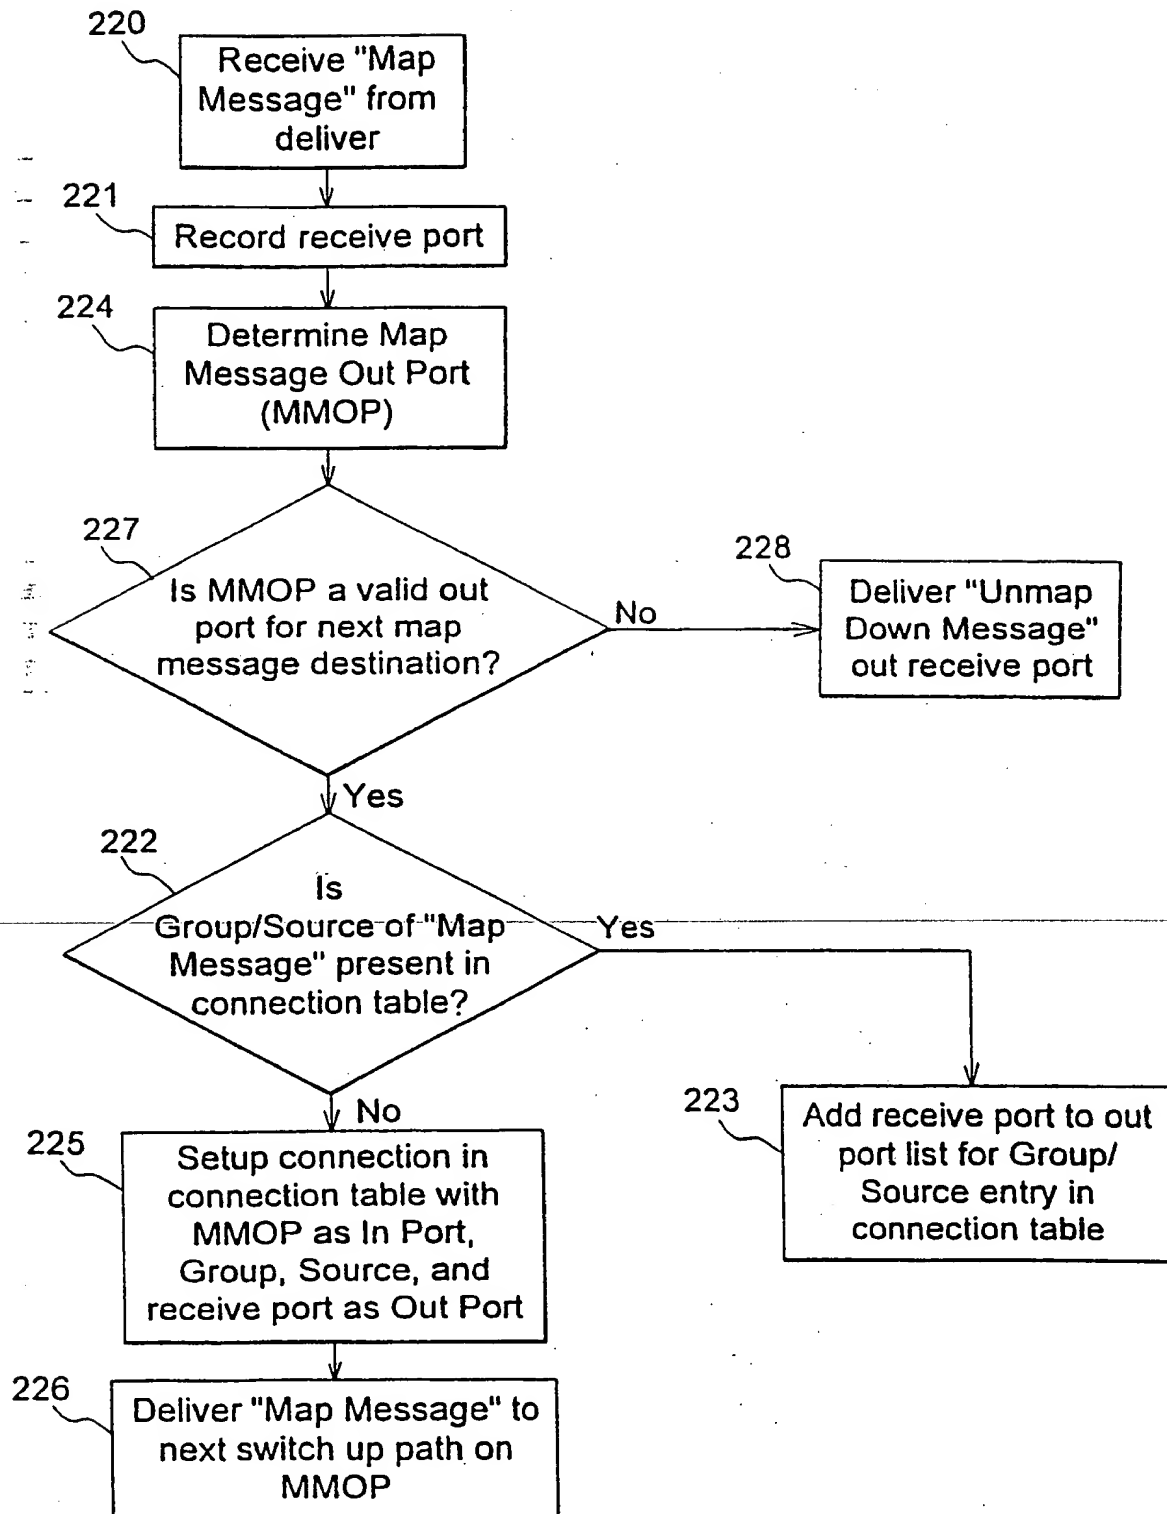 220
Receive "Map
Message" from
deliver
221
Record receive port
224
Determine Map
Message Out Port
(MMOP)
227
Is MMOP a valid out
port for next map
message destination?
No
228
Deliver "Unmap
Down Message"
out receive port
Yes
222
Is
Group/Source of "Map
Message" present in
connection table?
Yes
No
223
Add receive port to out
port list for Group/
Source entry in
connection table
225
Setup connection in
connection table with
MMOP as In Port,
Group, Source, and
receive port as Out Port
226
Deliver "Map Message" to
next switch up path on
MMOP